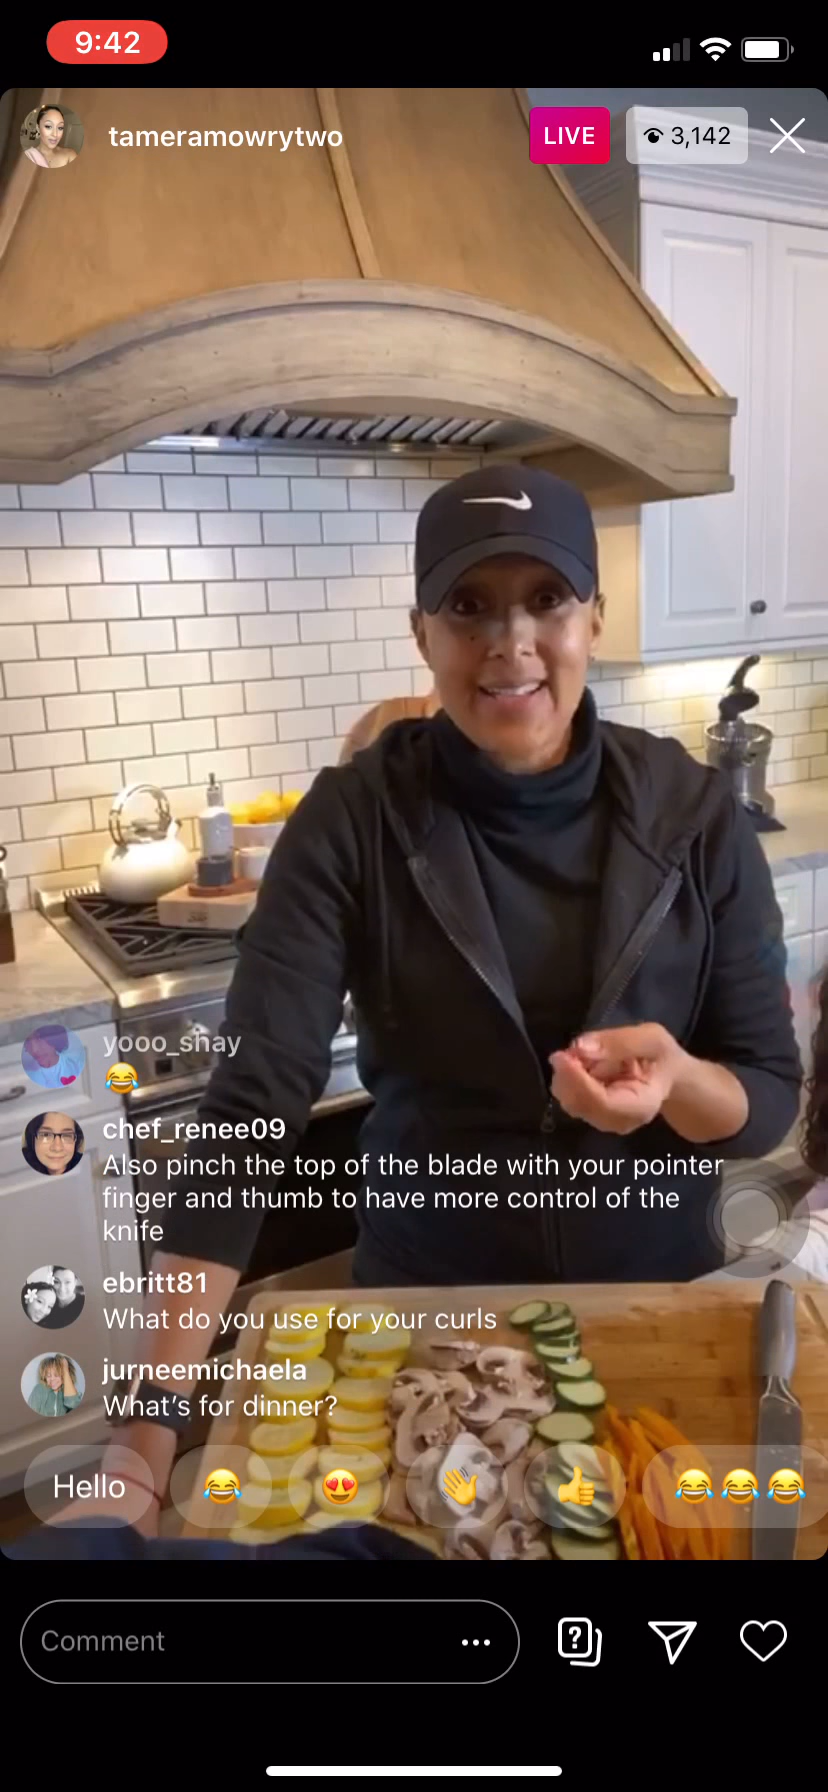 9:42
tameramowrytwo
LIVE
3,142
yooo_shay
😂
chef_renee09
Also pinch the top of the blade with your pointer
finger and thumb to have more control of the
knife
ebritt81
What do you use for your curls
jurneemichaela
What's for dinner?
Hello 😂 😍 👋 👍 😂😂😂
Comment